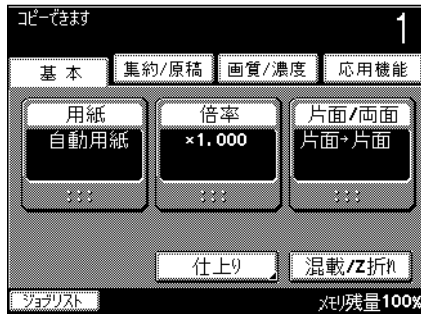 コピーできます
1
基本 集約/原稿 画質/濃度 応用機能
用紙 倍率 片面/両面
自動用紙 ×1.000 片面→片面
仕上り 混載/Z折れ
ジョブリスト メモリ残量100%